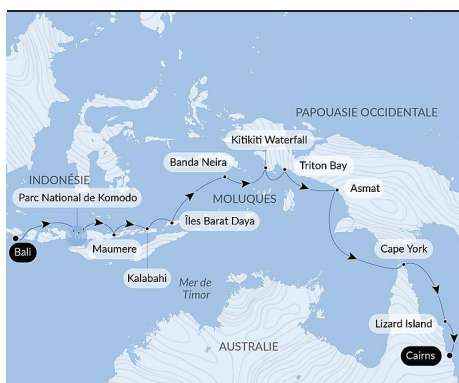 PAPOUASIE OCCIDENTALE
Kitikiti Waterfall
Banda Neira
Triton Bay
INDONÉSIE
Asmat
Parc National de Komodo
MOLUQUES
Îles Barat Daya
Bali
Maumere
Cape York
Kalabahi
Mer de
Timor
Lizard Island
AUSTRALIE
Cairns